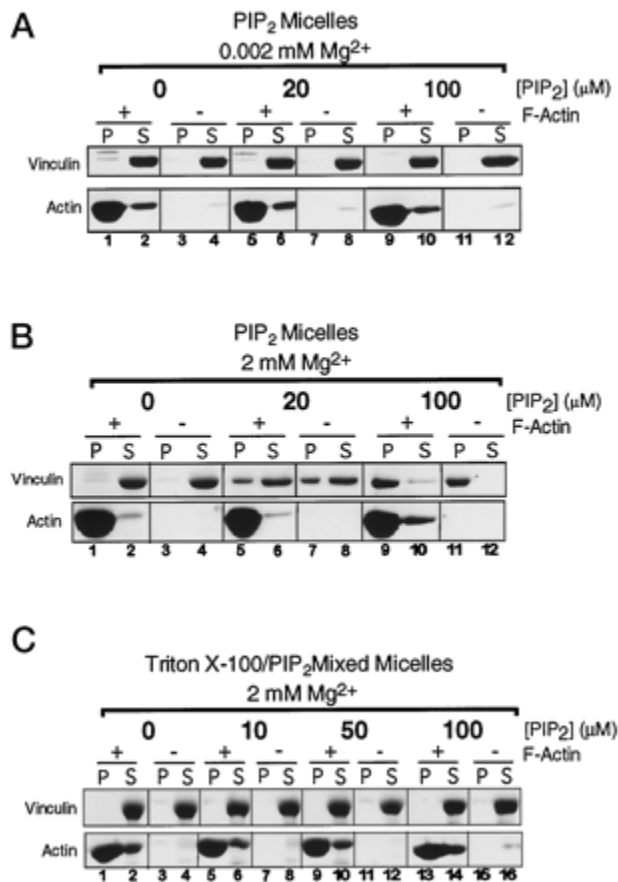 A
PIP2 Micelles
0.002 mM Mg2+
0 20 100 [PIP2] (μM)
+ - + - + - F-Actin
P S P S P S P S P S P S
Vinculin
Actin
1 2 3 4 5 6 7 8 9 10 11 12
B
PIP2 Micelles
2 mM Mg2+
0 20 100 [PIP2] (μM)
+ - + - + - F-Actin
P S P S P S P S P S P S
Vinculin
Actin
1 2 3 4 5 6 7 8 9 10 11 12
C
Triton X-100/PIP2Mixed Micelles
2 mM Mg2+
0 10 50 100 [PIP2] (μM)
+ - + - + - + - F-Actin
P S P S P S P S P S P S P S P S
Vinculin
Actin
1 2 3 4 5 6 7 8 9 10 11 12 13 14 15 16